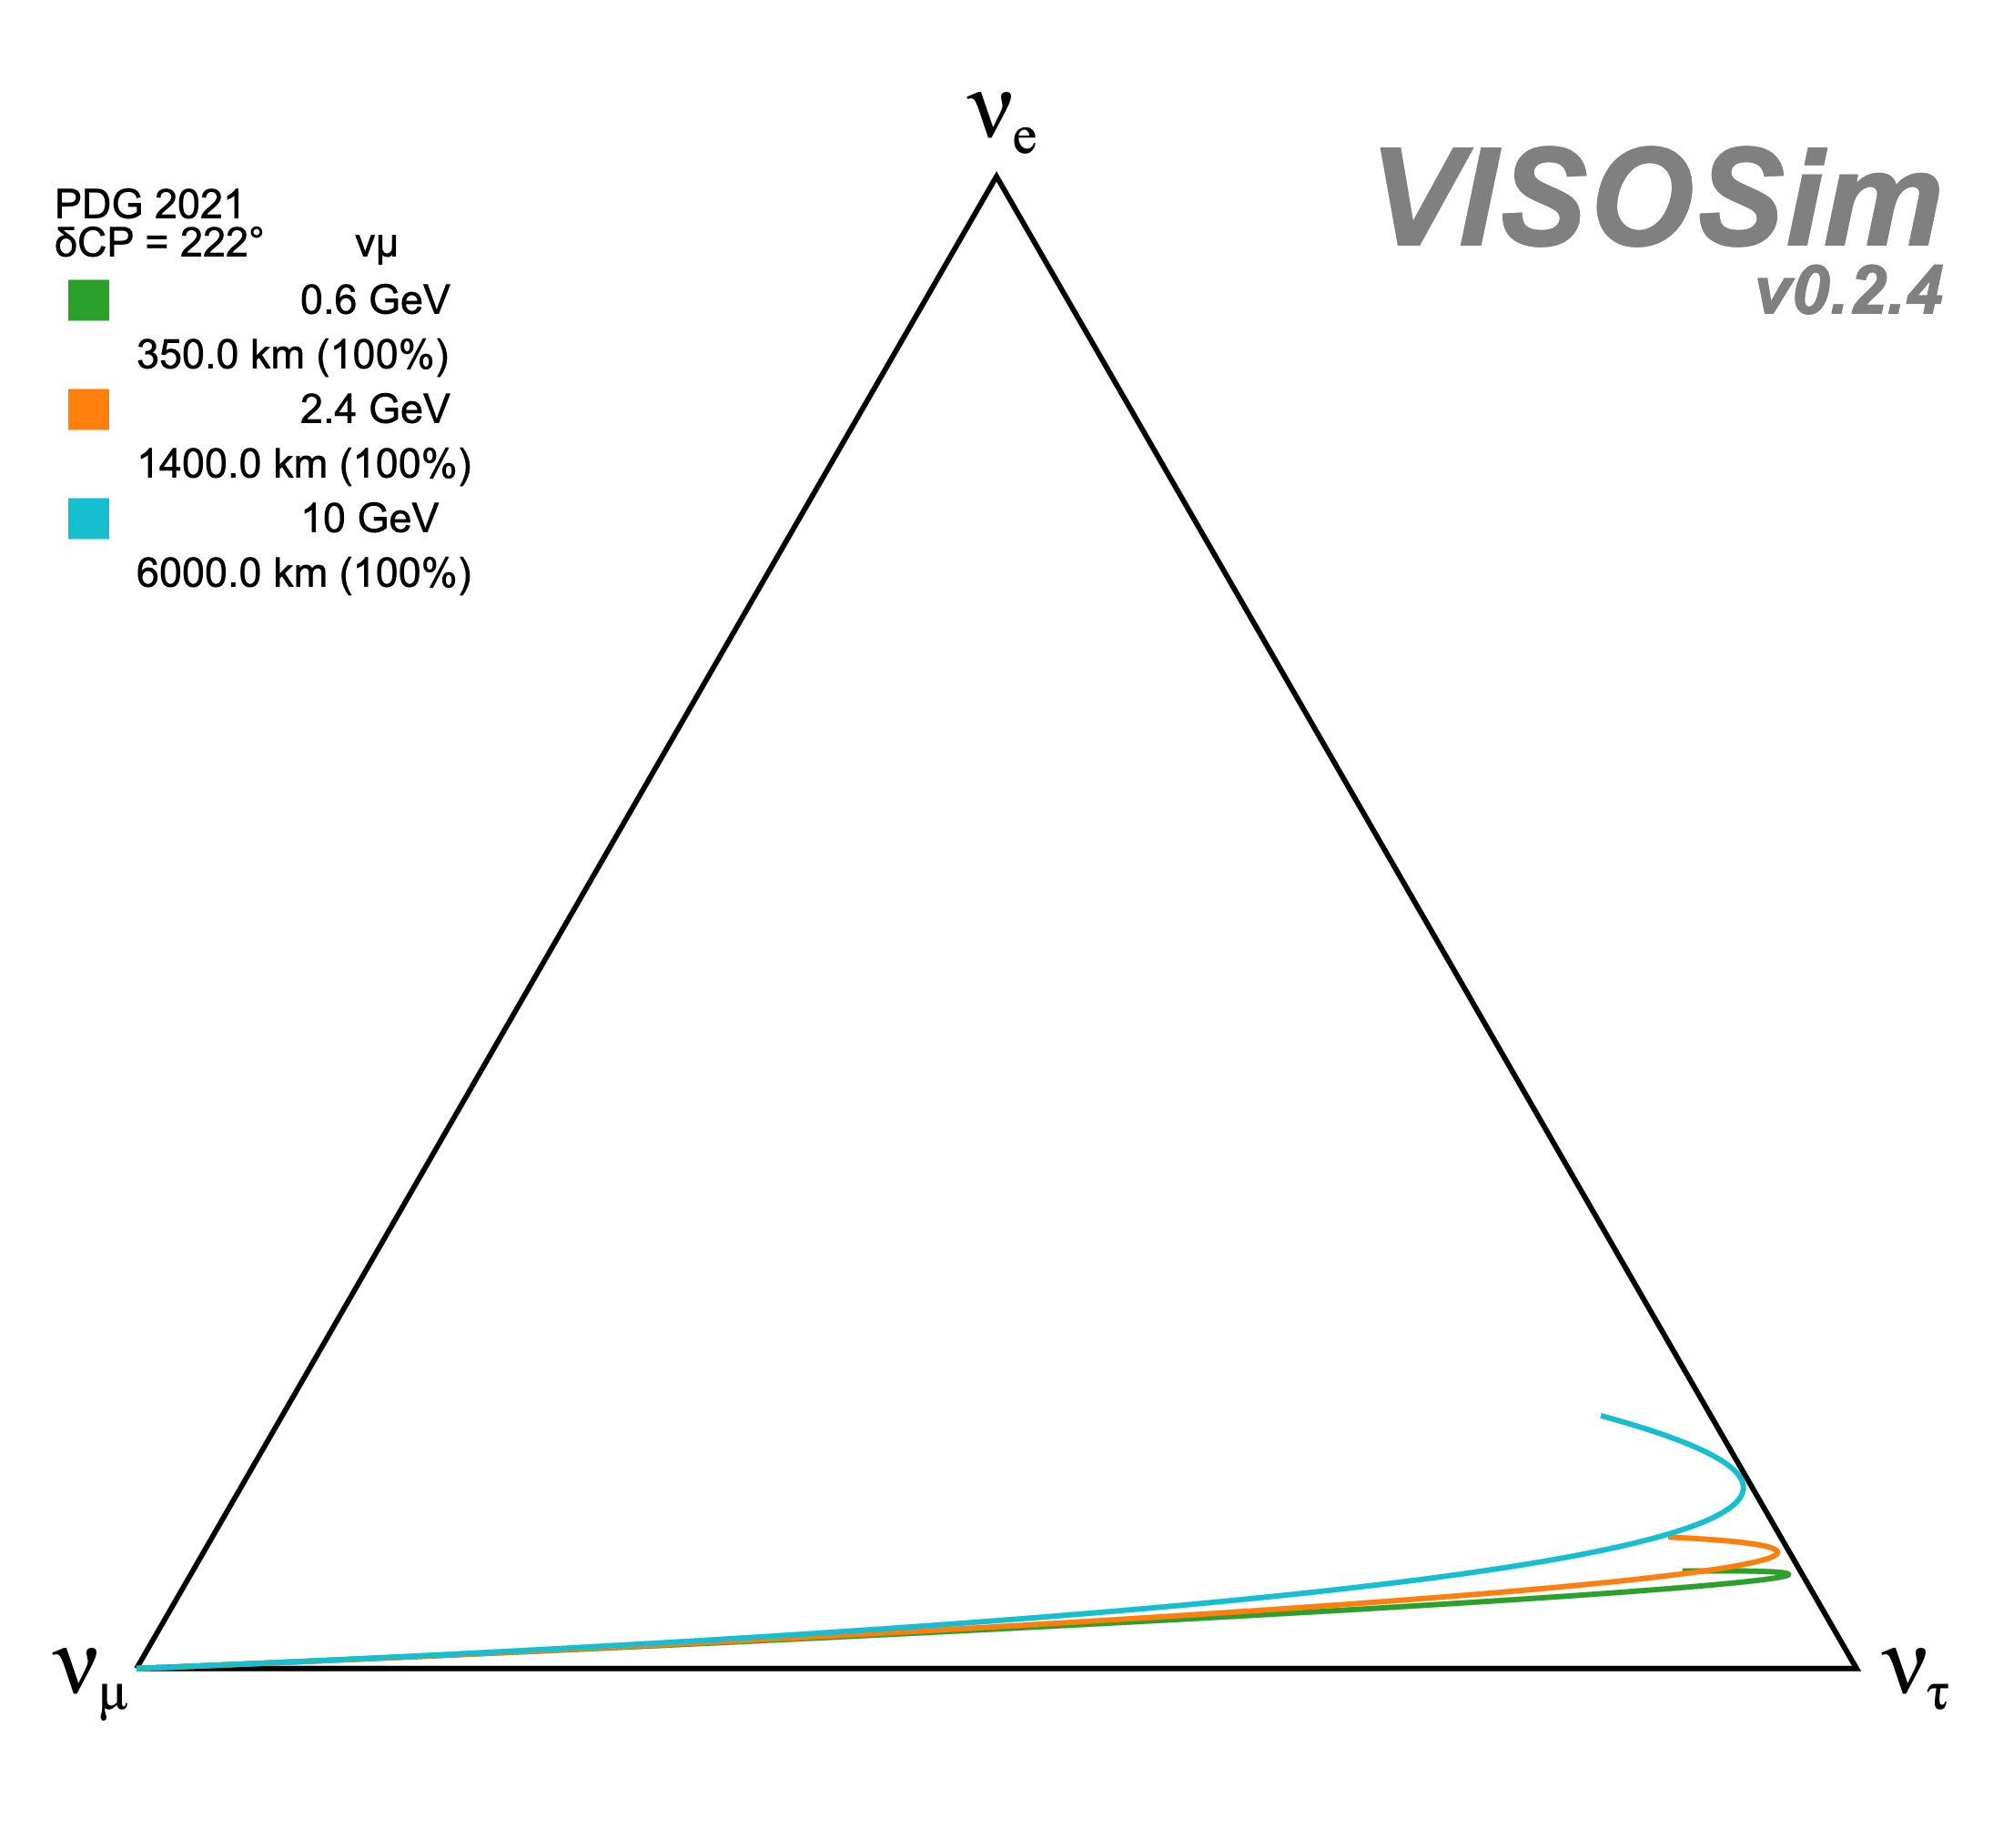 νe
VISOSim
v0.2.4
PDG 2021
δCP = 222° νμ
0.6 GeV
350.0 km (100%)
2.4 GeV
1400.0 km (100%)
10 GeV
6000.0 km (100%)
νμ
ντ